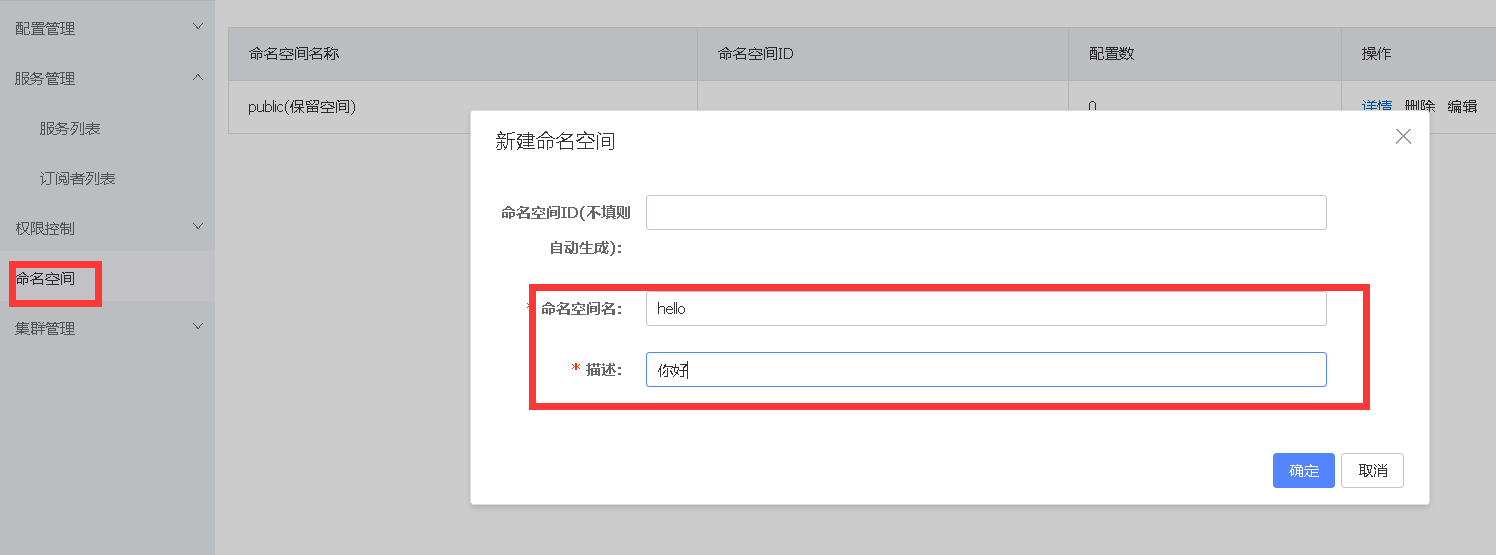 配置管理
服务管理
服务列表
订阅者列表
权限控制
命名空间
集群管理
命名空间名称 命名空间ID 配置数 操作
public(保留空间) 0 详情 删除 编辑
新建命名空间
命名空间ID(不填则
自动生成):
* 命名空间名: hello
* 描述: 你好
确定 取消